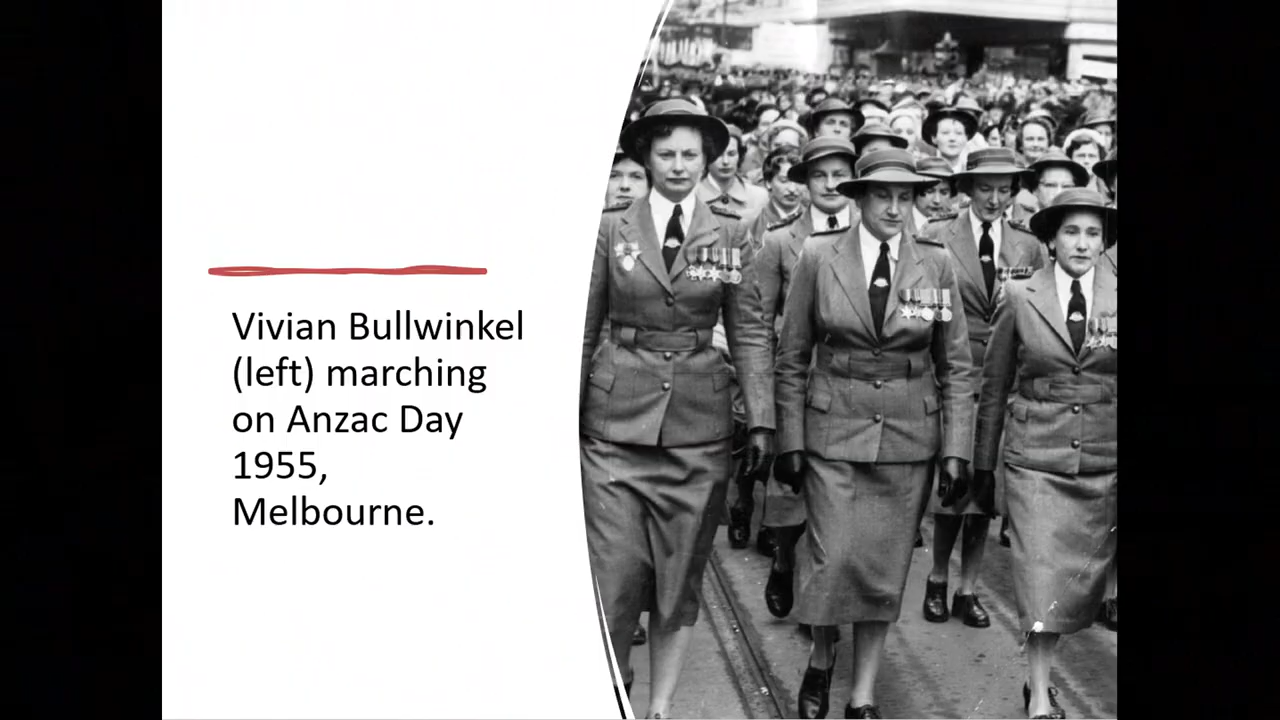 Vivian Bullwinkel
(left) marching
on Anzac Day
1955,
Melbourne.